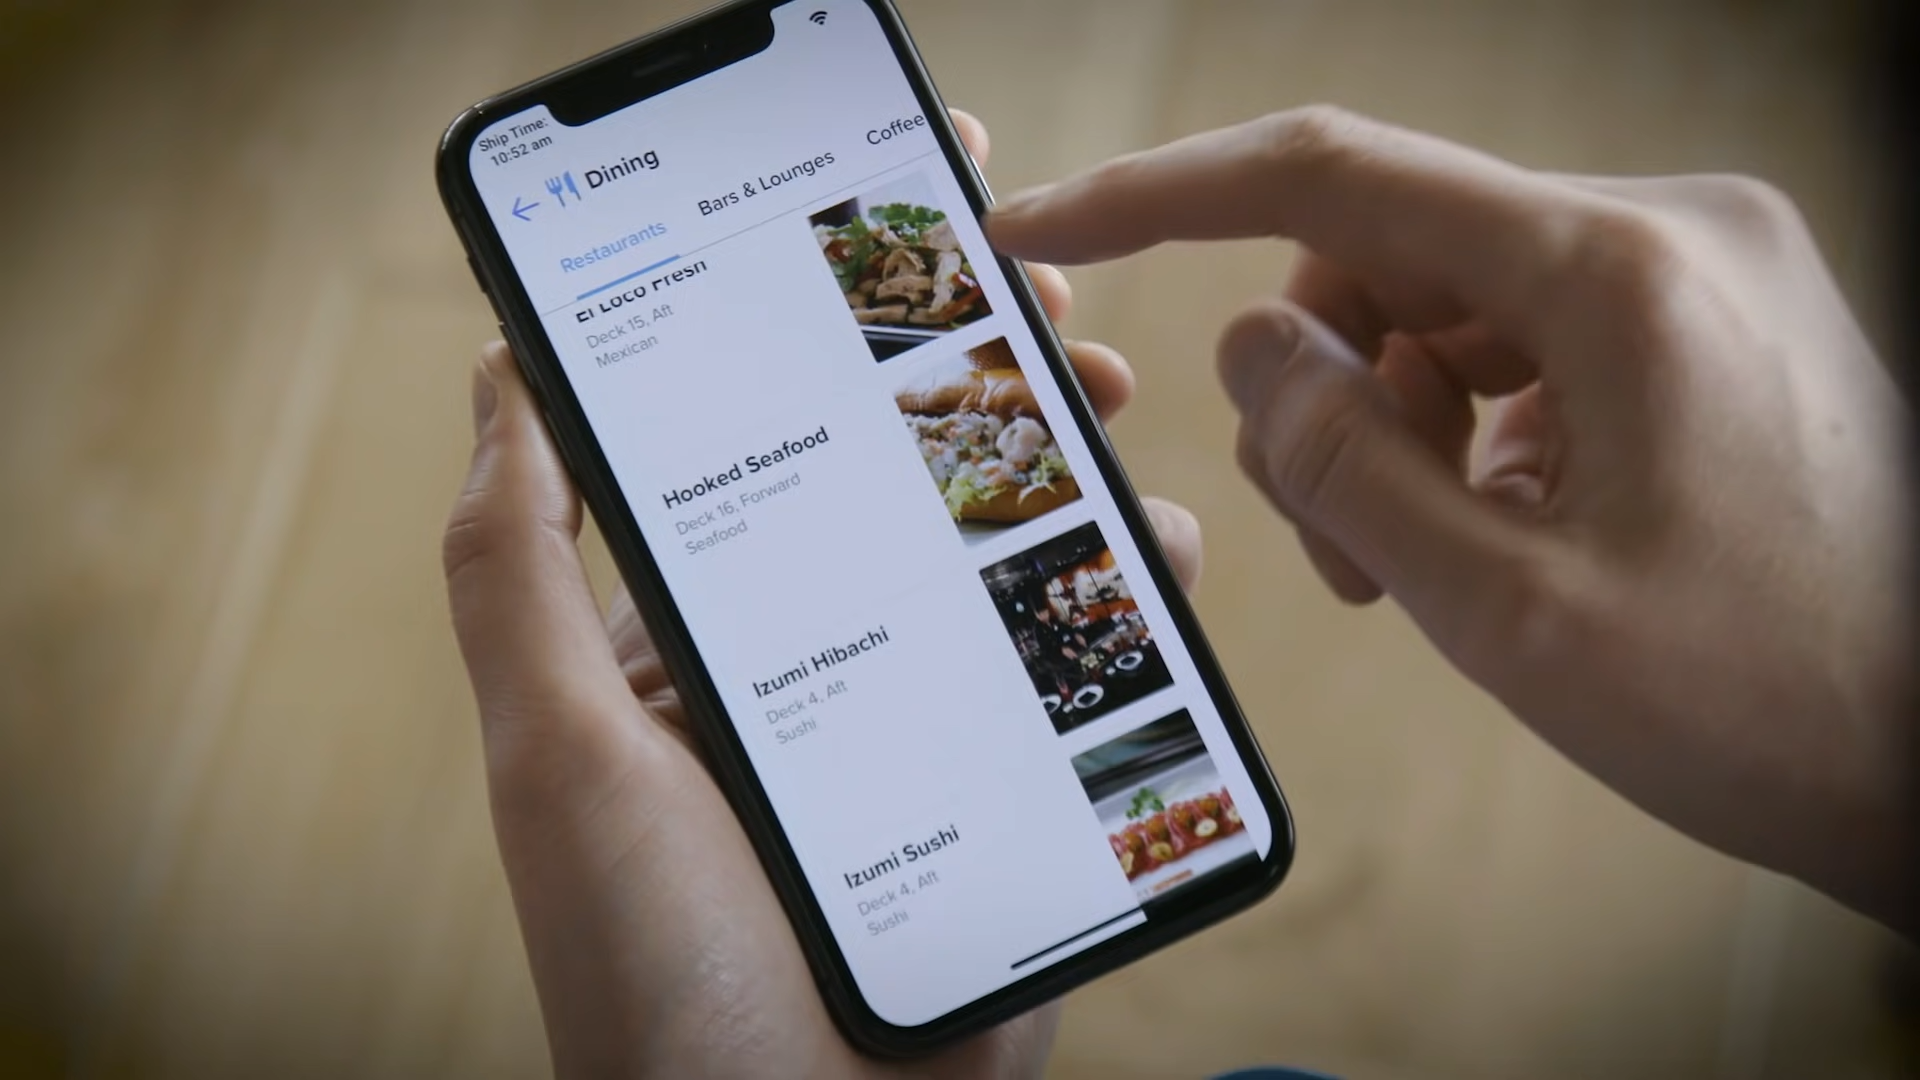 Ship Time:
10:52 am
Dining
Restaurants
Bars & Lounges
Coffee
El Loco Fresh
Deck 15, Aft
Mexican
Hooked Seafood
Deck 16, Forward
Seafood
Izumi Hibachi
Deck 4, Aft
Sushi
Izumi Sushi
Deck 4, Aft
Sushi